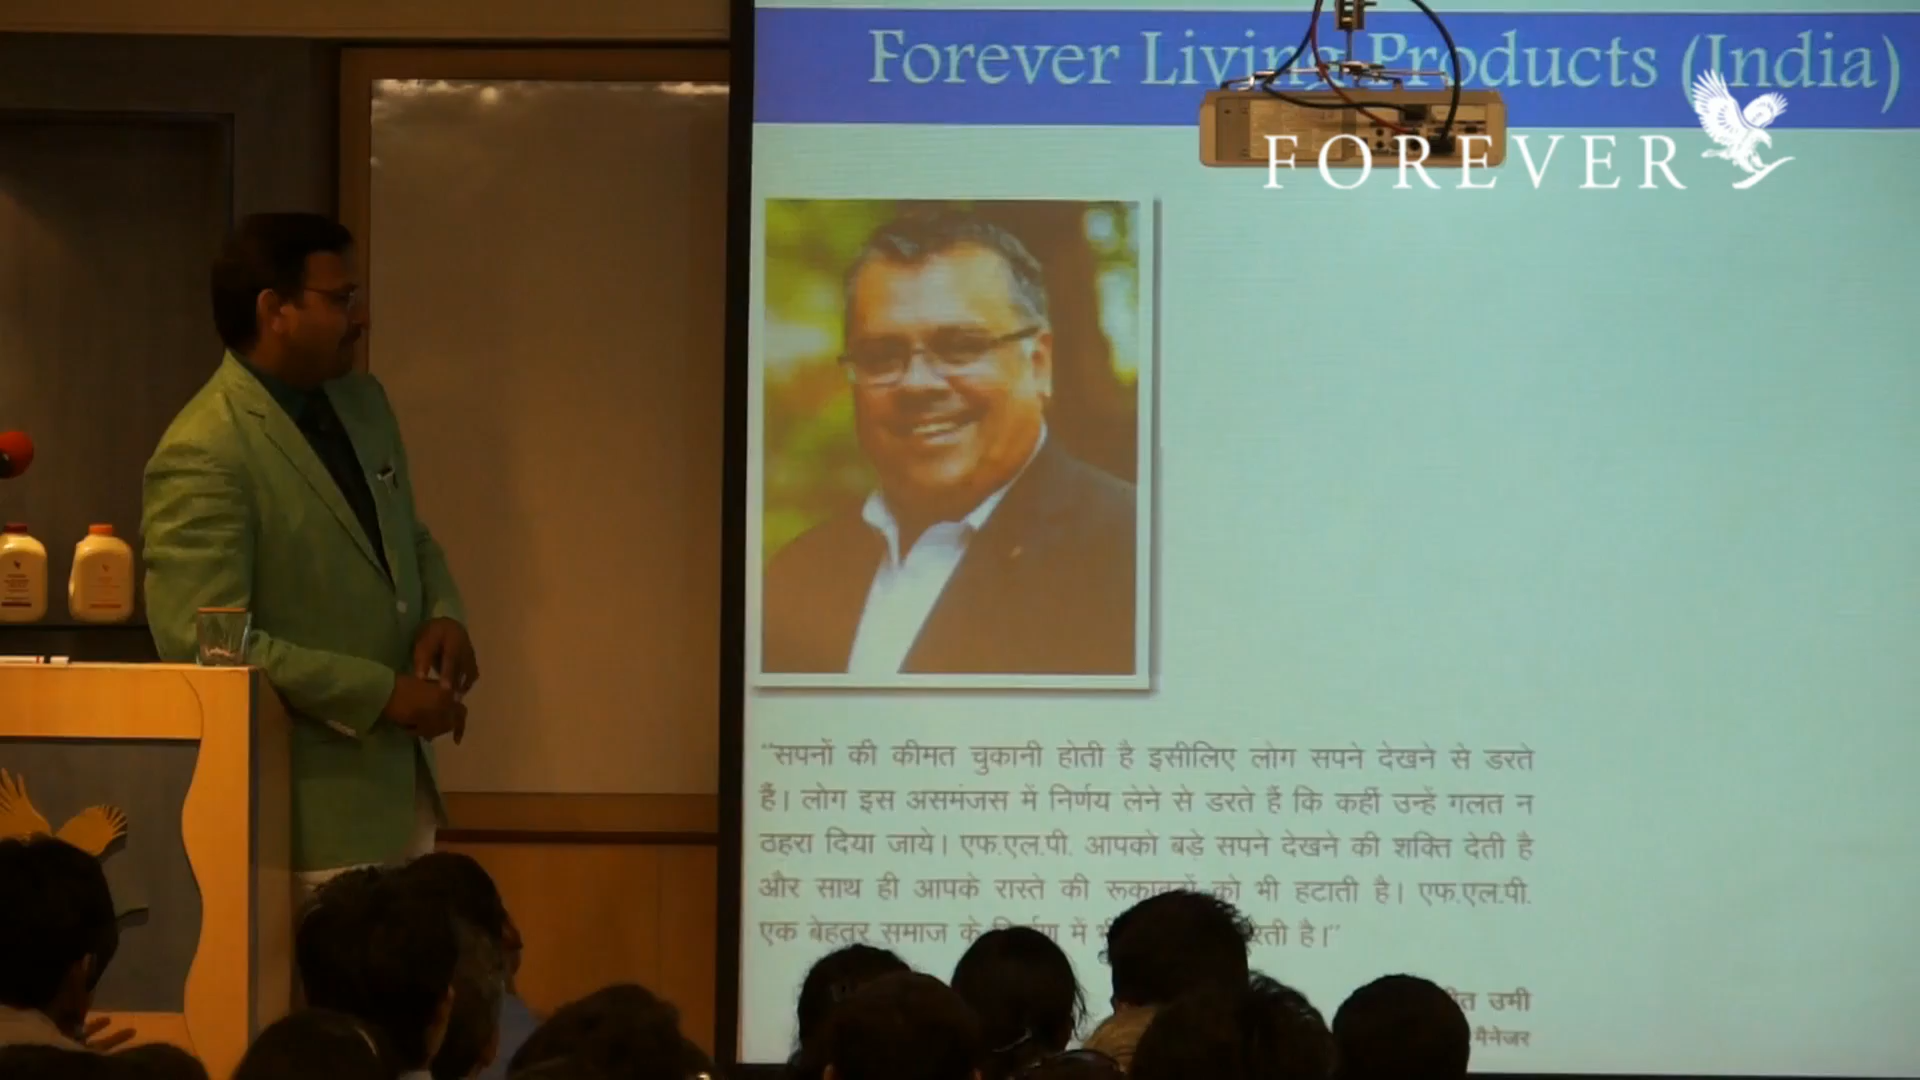 Forever Living Products (India)
FOREVER
“सपनों की कीमत चुकानी होती है इसीलिए लोग सपने देखने से डरते
हैं। लोग इस असमंजस में निर्णय लेने से डरते हैं कि कहीं उन्हें गलत न
ठहरा दिया जाये। एफ.एल.पी. आपको बड़े सपने देखने की शक्ति देती है
और साथ ही आपके रास्ते की को भी हटाती है। एफ.एल.पी.
एक बेहतर समाज के में है।”
उमी
मैनेजर